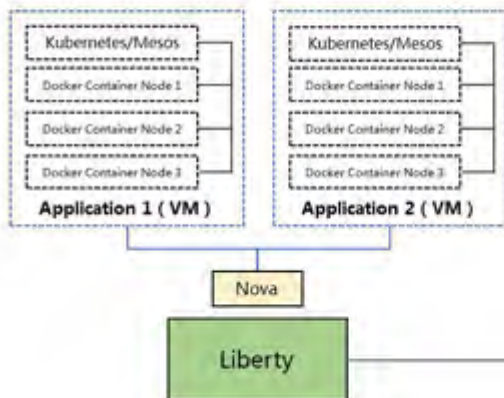 Kubernetes/Mesos
Docker Container Node 1
Docker Container Node 2
Docker Container Node 3
Application 1 ( VM )
Kubernetes/Mesos
Docker Container Node 1
Docker Container Node 2
Docker Container Node 3
Application 2 ( VM )
Nova
Liberty